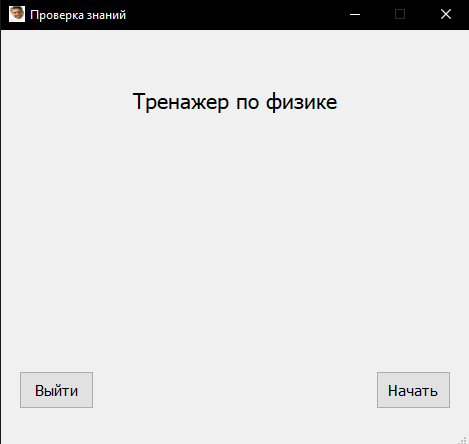 Проверка знаний
Тренажер по физике
Выйти
Начать